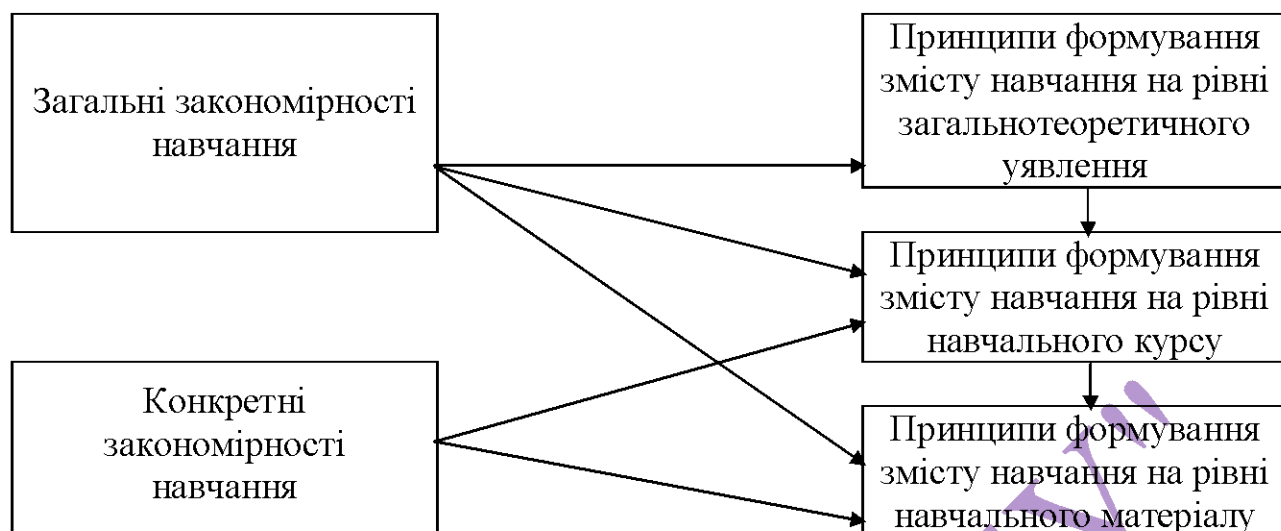 Загальні закономірності
навчання
Конкретні
закономірності
навчання
Принципи формування
змісту навчання на рівні
загальнотеоретичного
уявлення
Принципи формування
змісту навчання на рівні
навчального курсу
Принципи формування
змісту навчання на рівні
навчального матеріалу